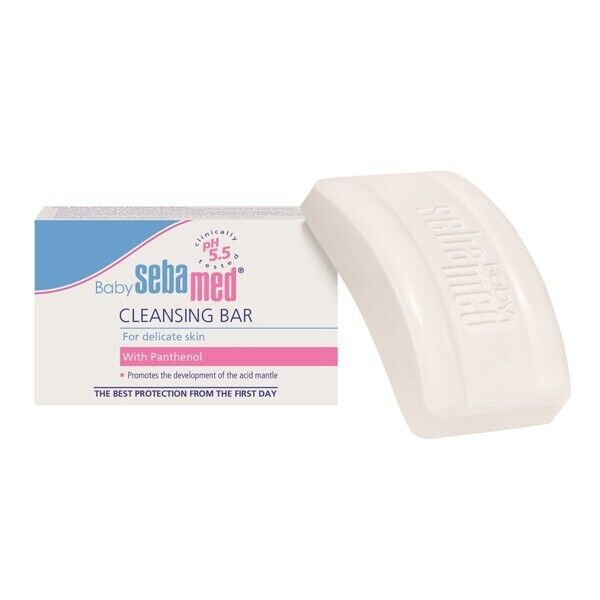 clinically
pH
5.5
tested
Baby sebamed®
CLEANSING BAR
For delicate skin
With Panthenol
• Promotes the development of the acid mantle
THE BEST PROTECTION FROM THE FIRST DAY
baby
sebamed